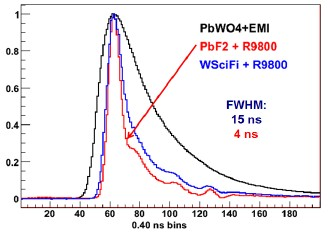 1
PbWO4+EMI
PbF2 + R9800
0.8
WSciFi + R9800
0.6
FWHM:
15 ns
4 ns
0.4
0.2
0
20 40 60 80 100 120 140 160 180
0.40 ns bins